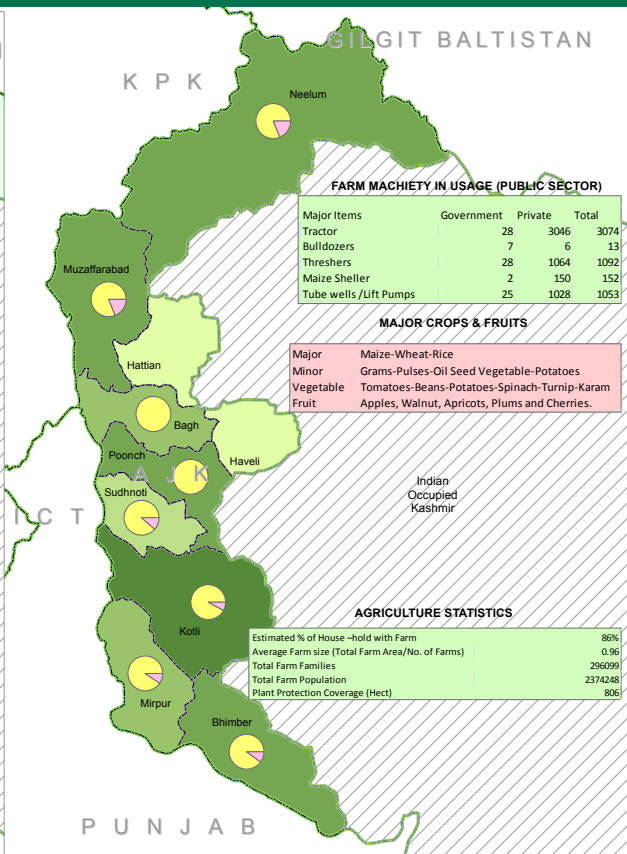 GILGIT BALTISTAN
KPK
Neelum
FARM MACHIETY IN USAGE (PUBLIC SECTOR)
Major Items Government Private Total
Tractor 28 3046 3074
Bulldozers 7 6 13
Threshers 28 1064 1092
Maize Sheller 2 150 152
Tube wells /Lift Pumps 25 1028 1053
Muzaffarabad
MAJOR CROPS & FRUITS
Major Maize-Wheat-Rice
Minor Grams-Pulses-Oil Seed Vegetable-Potatoes
Vegetable Tomatoes-Beans-Potatoes-Spinach-Turnip-Karam
Fruit Apples, Walnut, Apricots, Plums and Cherries.
Hattian
Bagh
Poonch
Haveli
AJK
Sudhnoti
Indian
Occupied
Kashmir
ICT
Kotli
AGRICULTURE STATISTICS
Estimated % of House –hold with Farm 86%
Average Farm size (Total Farm Area/No. of Farms) 0.96
Total Farm Families 296099
Total Farm Population 2374248
Plant Protection Coverage (Hect) 806
Mirpur
Bhimber
PUNJAB